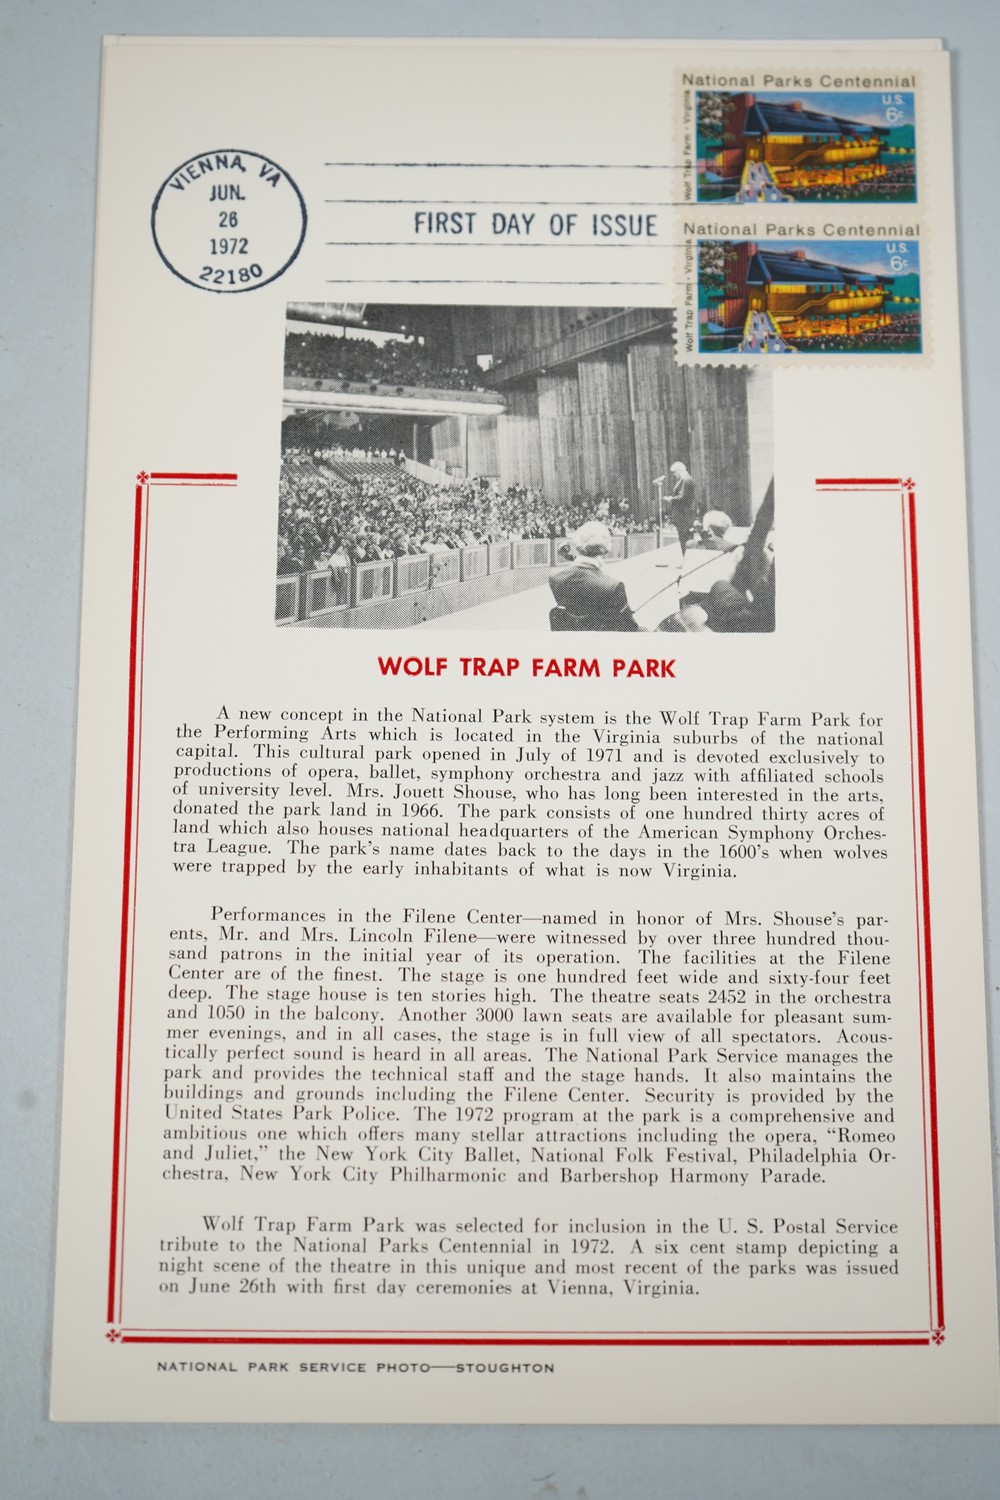 National Parks Centennial
Wolf Trap Farm - Virginia
U.S.
6c
VIENNA, VA
JUN.
26
1972
22180
FIRST DAY OF ISSUE
National Parks Centennial
Wolf Trap Farm - Virginia
U.S.
6c
WOLF TRAP FARM PARK
A new concept in the National Park system is the Wolf Trap Farm Park for
the Performing Arts which is located in the Virginia suburbs of the national
capital. This cultural park opened in July of 1971 and is devoted exclusively to
productions of opera, ballet, symphony orchestra and jazz with affiliated schools
of university level. Mrs. Jouett Shouse, who has long been interested in the arts,
donated the park land in 1966. The park consists of one hundred thirty acres of
land which also houses national headquarters of the American Symphony Orches-
tra League. The park's name dates back to the days in the 1600's when wolves
were trapped by the early inhabitants of what is now Virginia.
Performances in the Filene Center—named in honor of Mrs. Shouse's par-
ents, Mr. and Mrs. Lincoln Filene—were witnessed by over three hundred thou-
sand patrons in the initial year of its operation. The facilities at the Filene
Center are of the finest. The stage is one hundred feet wide and sixty-four feet
deep. The stage house is ten stories high. The theatre seats 2452 in the orchestra
and 1050 in the balcony. Another 3000 lawn seats are available for pleasant sum-
mer evenings, and in all cases, the stage is in full view of all spectators. Acous-
tically perfect sound is heard in all areas. The National Park Service manages the
park and provides the technical staff and the stage hands. It also maintains the
buildings and grounds including the Filene Center. Security is provided by the
United States Park Police. The 1972 program at the park is a comprehensive and
ambitious one which offers many stellar attractions including the opera, "Romeo
and Juliet," the New York City Ballet, National Folk Festival, Philadelphia Or-
chestra, New York City Philharmonic and Barbershop Harmony Parade.
Wolf Trap Farm Park was selected for inclusion in the U. S. Postal Service
tribute to the National Parks Centennial in 1972. A six cent stamp depicting a
night scene of the theatre in this unique and most recent of the parks was issued
on June 26th with first day ceremonies at Vienna, Virginia.
NATIONAL PARK SERVICE PHOTO—STOUGHTON